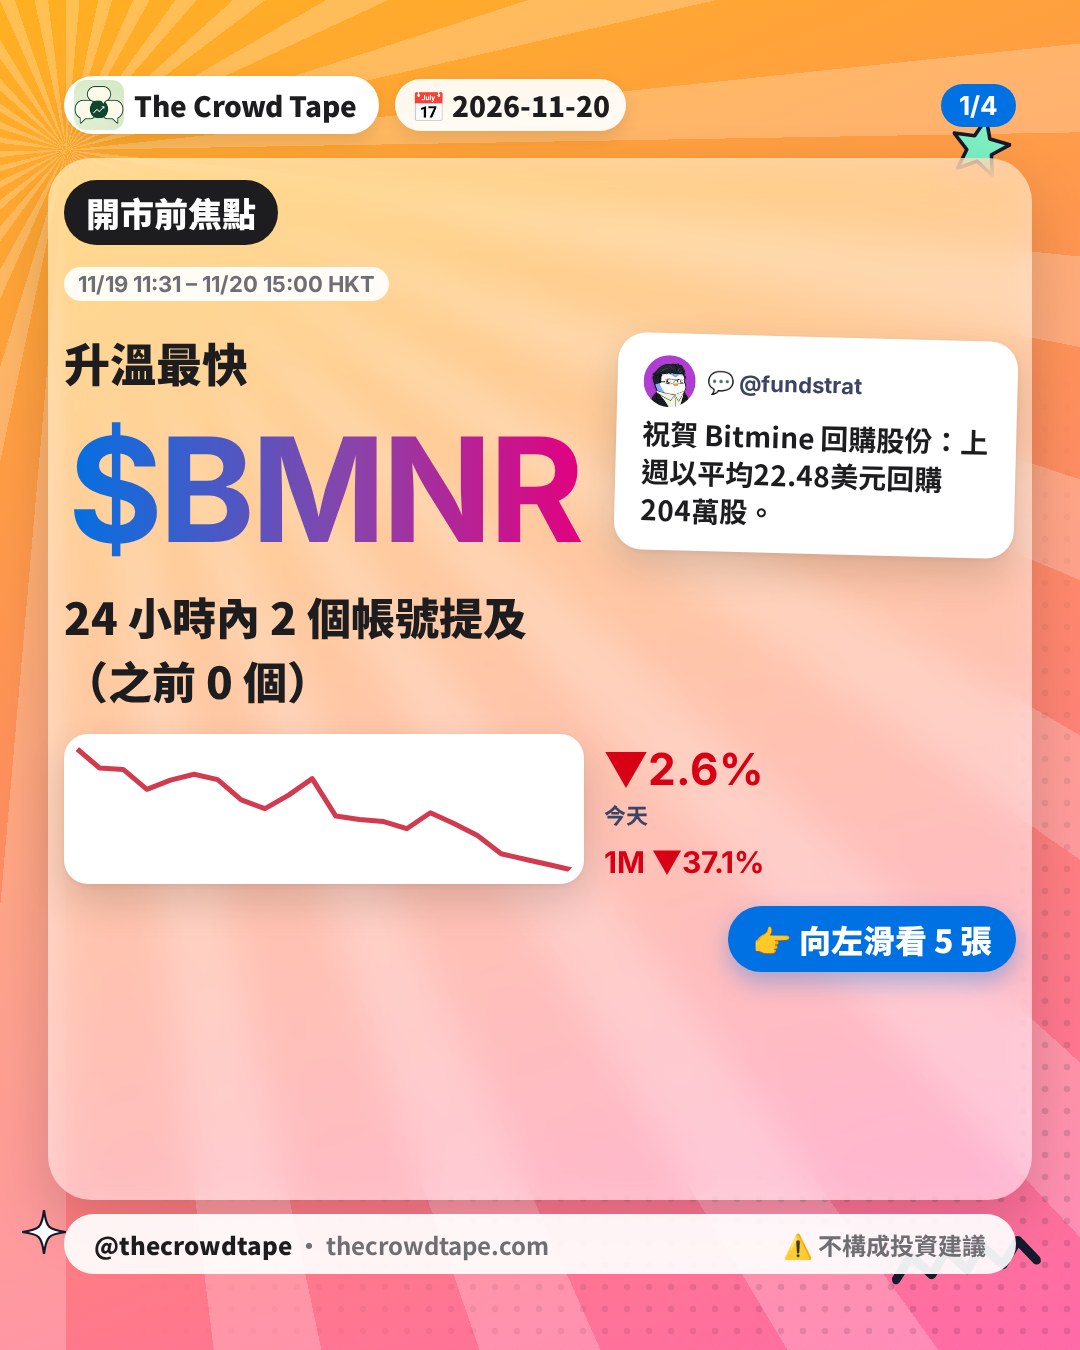 The Crowd Tape
2026-11-20
1/4
開市前焦點
11/19 11:31 – 11/20 15:00 HKT
升溫最快
$BMNR
24 小時內 2 個帳號提及
（之前 0 個）
@fundstrat
祝賀 Bitmine 回購股份：上
週以平均22.48美元回購
204萬股。
▼2.6%
今天
1M ▼37.1%
👉 向左滑看 5 張
@thecrowdtape · thecrowdtape.com
⚠️ 不構成投資建議